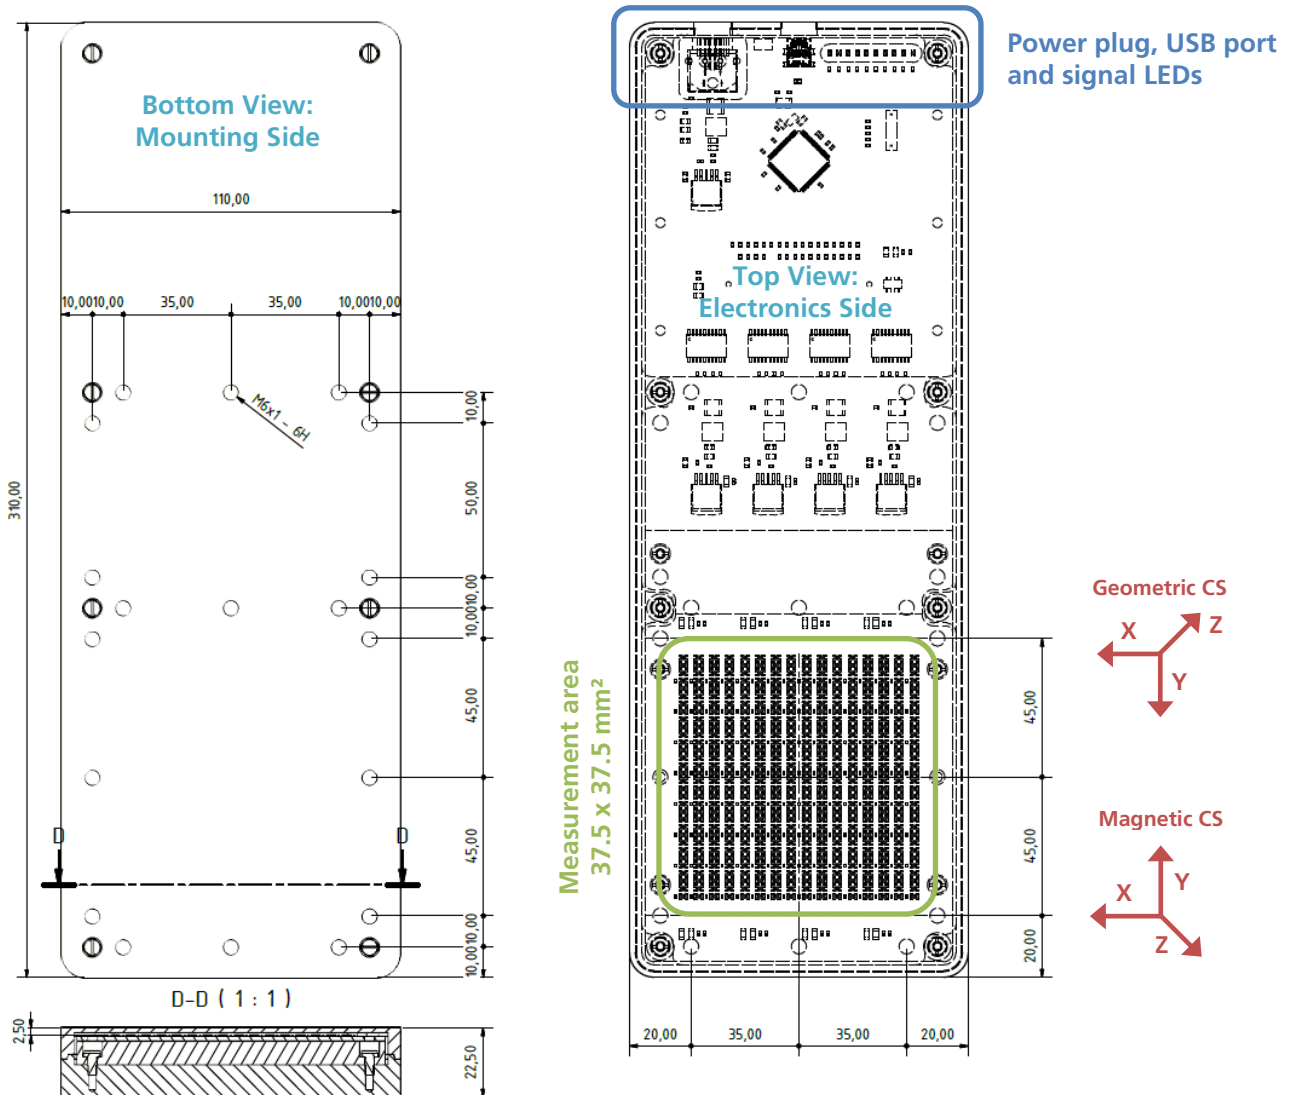 Bottom View:
Mounting Side
110,00
10,00
10,00
35,00
35,00
10,00
10,00
M6x1 - 6H
310,00
10,00
50,00
10,00
10,00
45,00
45,00
10,00
10,00
D
D
D-D ( 1 : 1 )
2,50
22,50
Power plug, USB port
and signal LEDs
Top View:
Electronics Side
Measurement area
37.5 x 37.5 mm²
45,00
45,00
20,00
20,00
35,00
35,00
20,00
Geometric CS
X
Z
Y
Magnetic CS
X
Y
Z